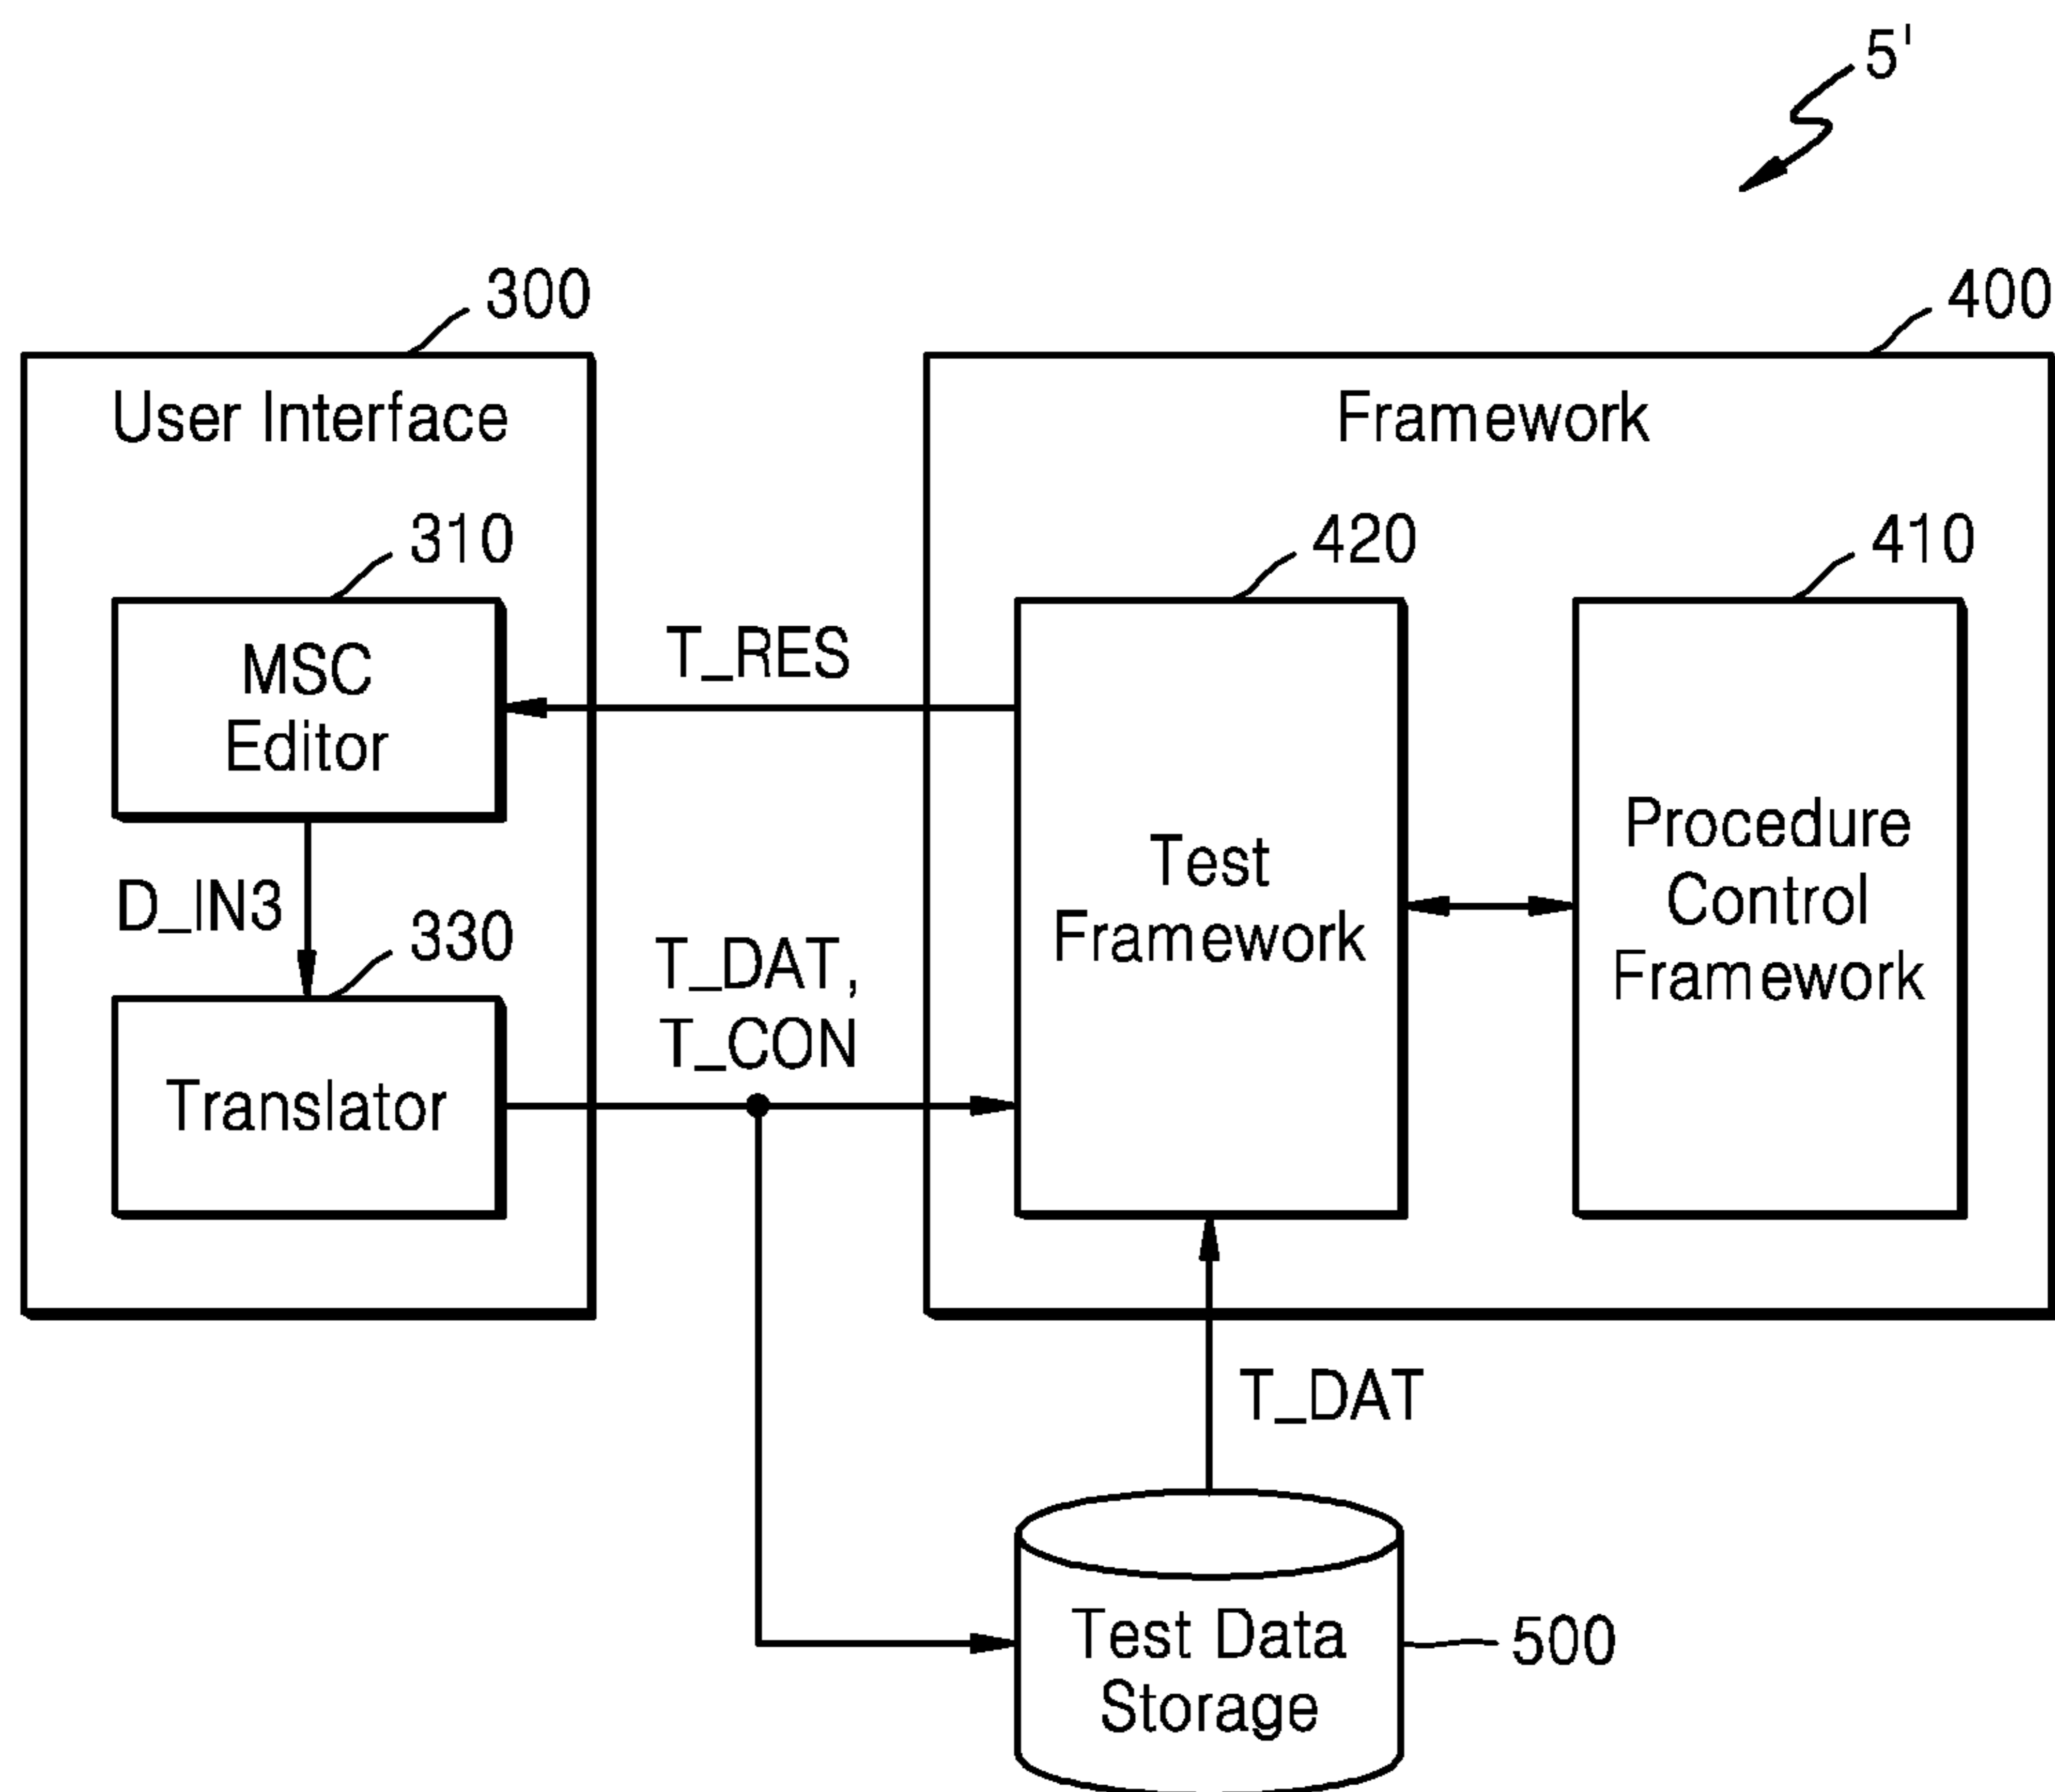 5'
300
400
User Interface
Framework
310
420
410
MSC
Editor
T_RES
Test
Framework
Procedure
Control
Framework
D_IN3
330
T_DAT,
T_CON
Translator
T_DAT
Test Data
Storage
500